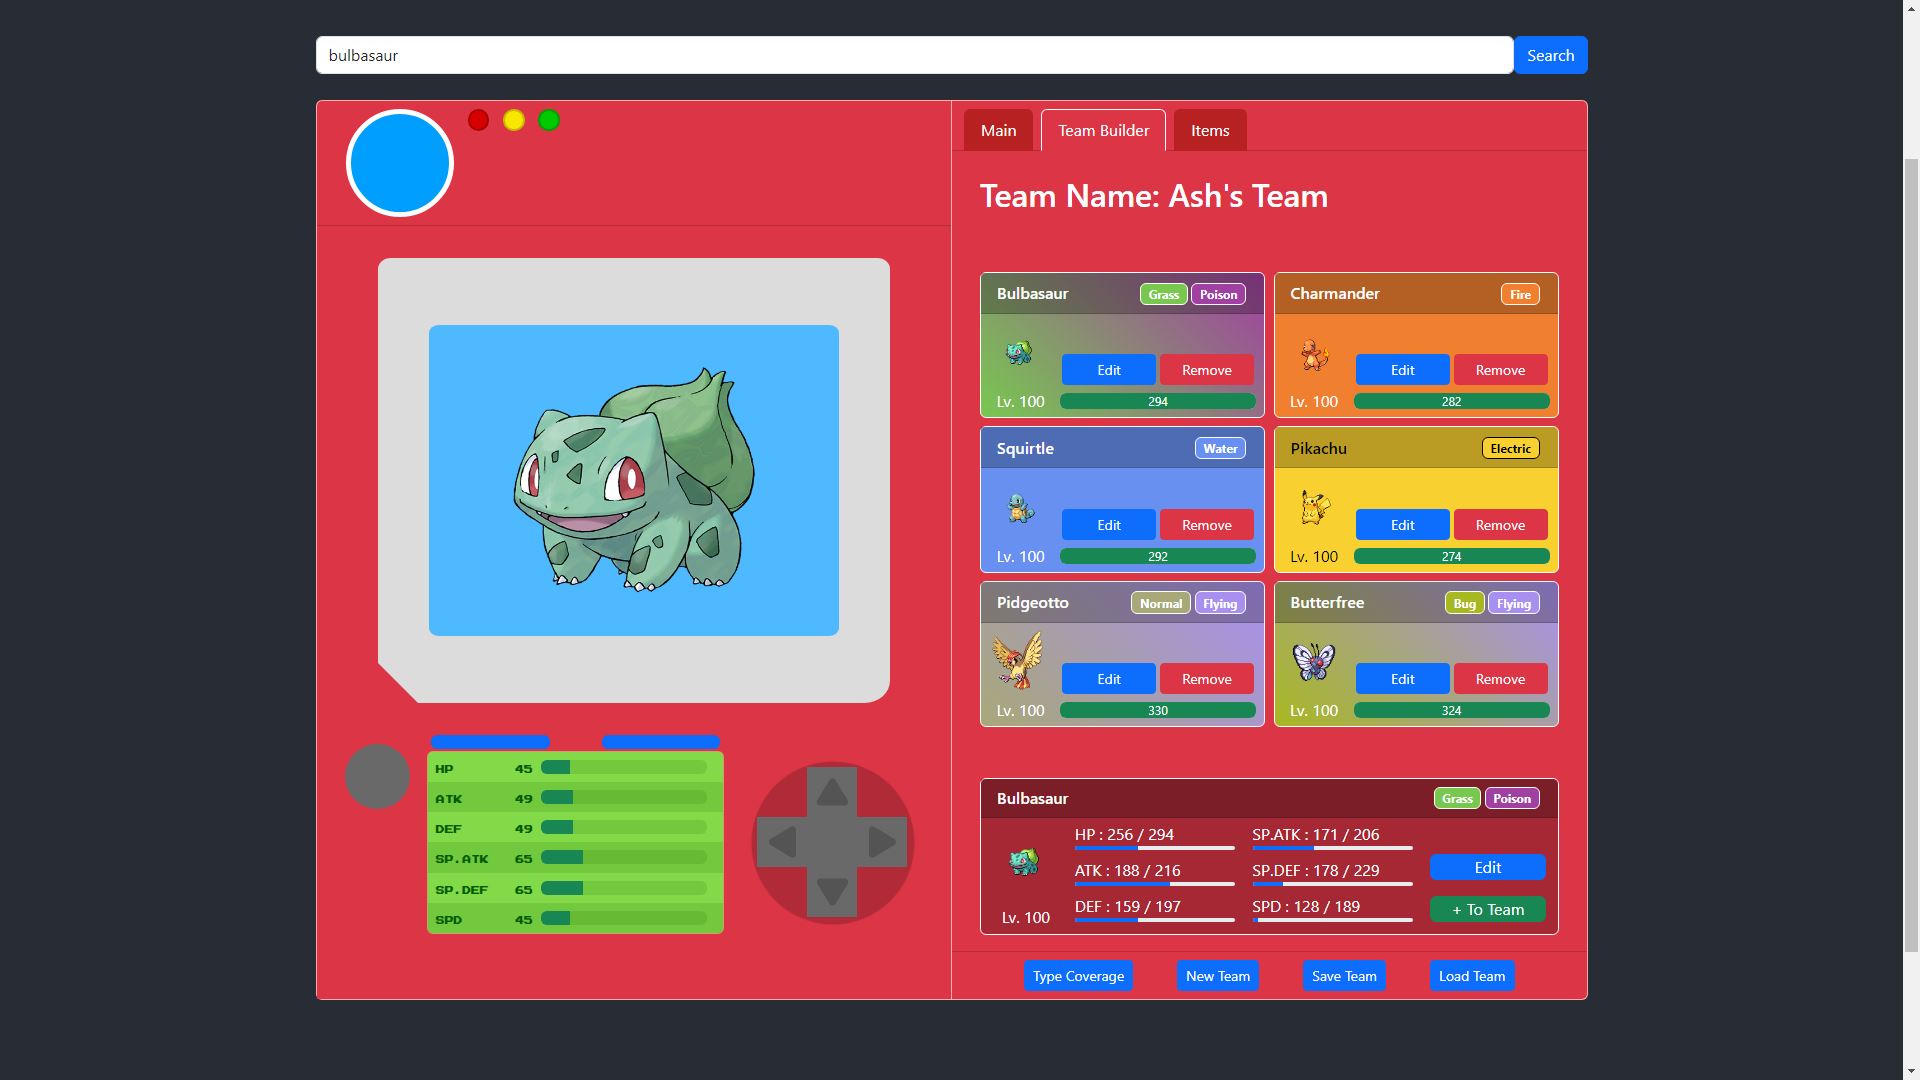 bulbasaur
Search
Main
Team Builder
Items
Team Name: Ash's Team
Bulbasaur Grass Poison
Edit Remove
Lv. 100 294
Charmander Fire
Edit Remove
Lv. 100 282
Squirtle Water
Edit Remove
Lv. 100 292
Pikachu Electric
Edit Remove
Lv. 100 274
Pidgeotto Normal Flying
Edit Remove
Lv. 100 330
Butterfree Bug Flying
Edit Remove
Lv. 100 324
HP 45
ATK 49
DEF 49
SP.ATK 65
SP.DEF 65
SPD 45
Bulbasaur Grass Poison
HP : 256 / 294 SP.ATK : 171 / 206
ATK : 188 / 216 SP.DEF : 178 / 229
DEF : 159 / 197 SPD : 128 / 189
Lv. 100
Edit
+ To Team
Type Coverage
New Team
Save Team
Load Team